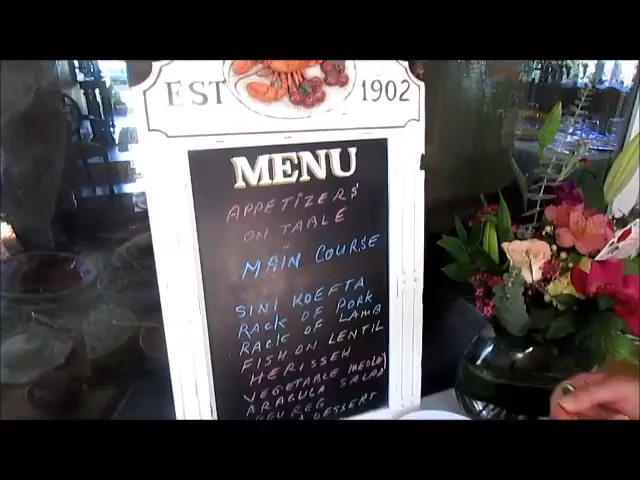 EST 1902
MENU
APPETIZERS
ON TABLE
MAIN COURSE
SINI KOEFTA
RACK OF PORK
RACK OF LAMB
FISH ON LENTIL
HERISSEH
VEGETABLE MEDLEY
ARAGULA SALAD
DESSERT